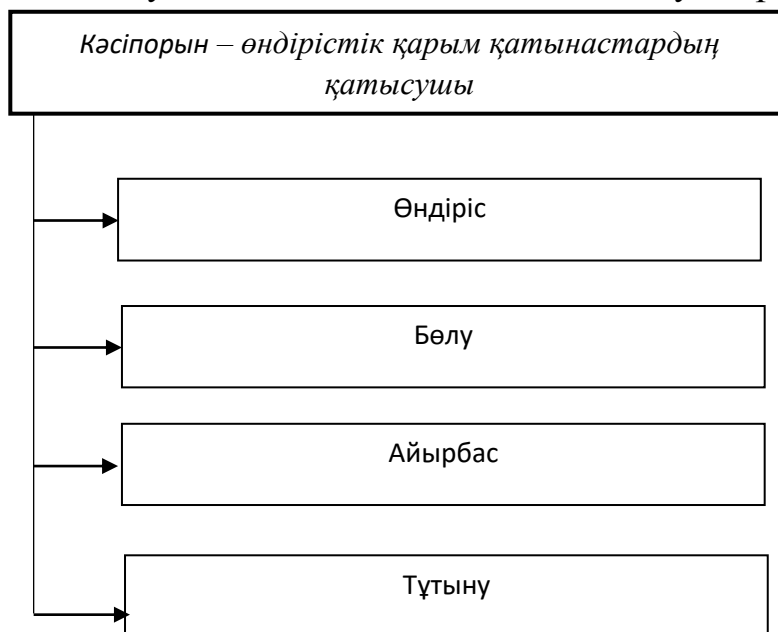 Кәсіпорын – өндірістік қарым қатынастардың
қатысушы
Өндіріс
Бөлу
Айырбас
Тұтыну